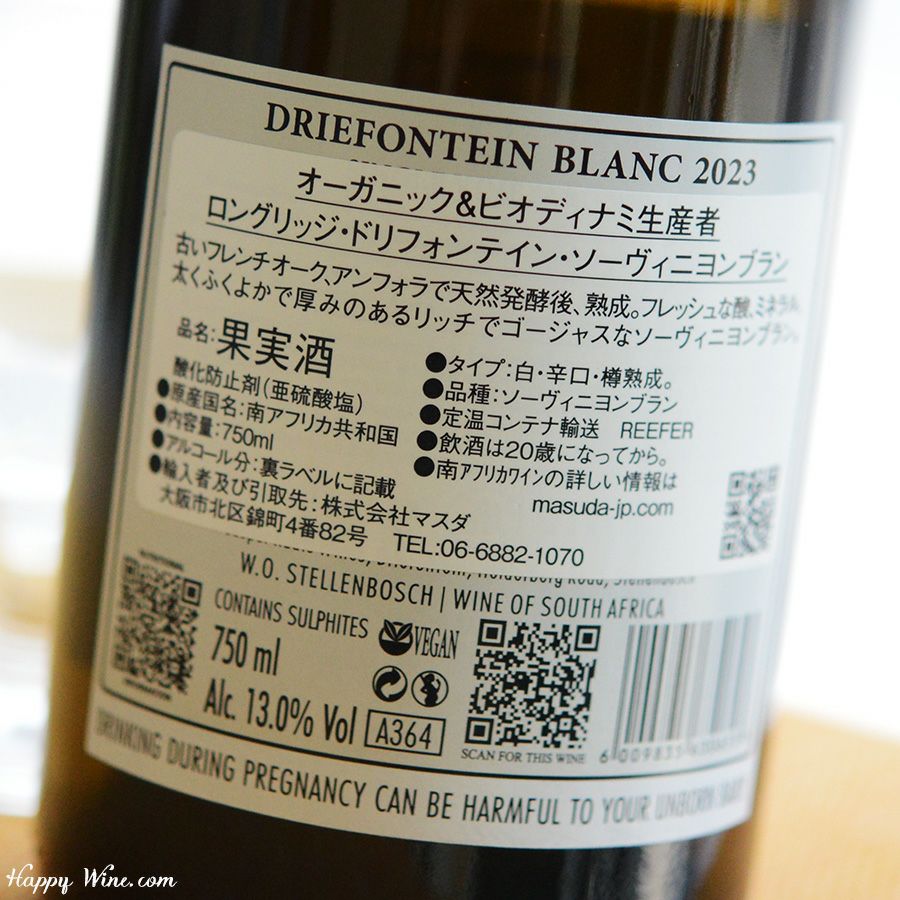 DRIEFONTEIN BLANC 2023
オーガニック&ビオディナミ生産者
ロングリッジ・ドリフォンテイン・ソーヴィニヨンブラン
古いフレンチオーク、アンフォラで天然発酵後、熟成。フレッシュな酸、ミネラル、
太くふくよかで厚みのあるリッチでゴージャスなソーヴィニヨンブラン。
品名:果実酒
酸化防止剤(亜硫酸塩)
●原産国名:南アフリカ共和国
●内容量:750ml
●アルコール分:裏ラベルに記載
●輸入者及び引取先:株式会社マスダ
大阪市北区錦町4番82号 TEL:06-6882-1070
●タイプ:白・辛口・樽熟成。
●品種:ソーヴィニヨンブラン
●定温コンテナ輸送 REEFER
●飲酒は20歳になってから。
●南アフリカワインの詳しい情報は
masuda-jp.com
W.O. STELLENBOSCH | WINE OF SOUTH AFRICA
CONTAINS SULPHITES
VEGAN
750 ml
Alc. 13.0% Vol
A364
SCAN FOR THIS WINE
6 009835
DRINKING DURING PREGNANCY CAN BE HARMFUL TO YOUR UNBORN BABY
Happy Wine.com